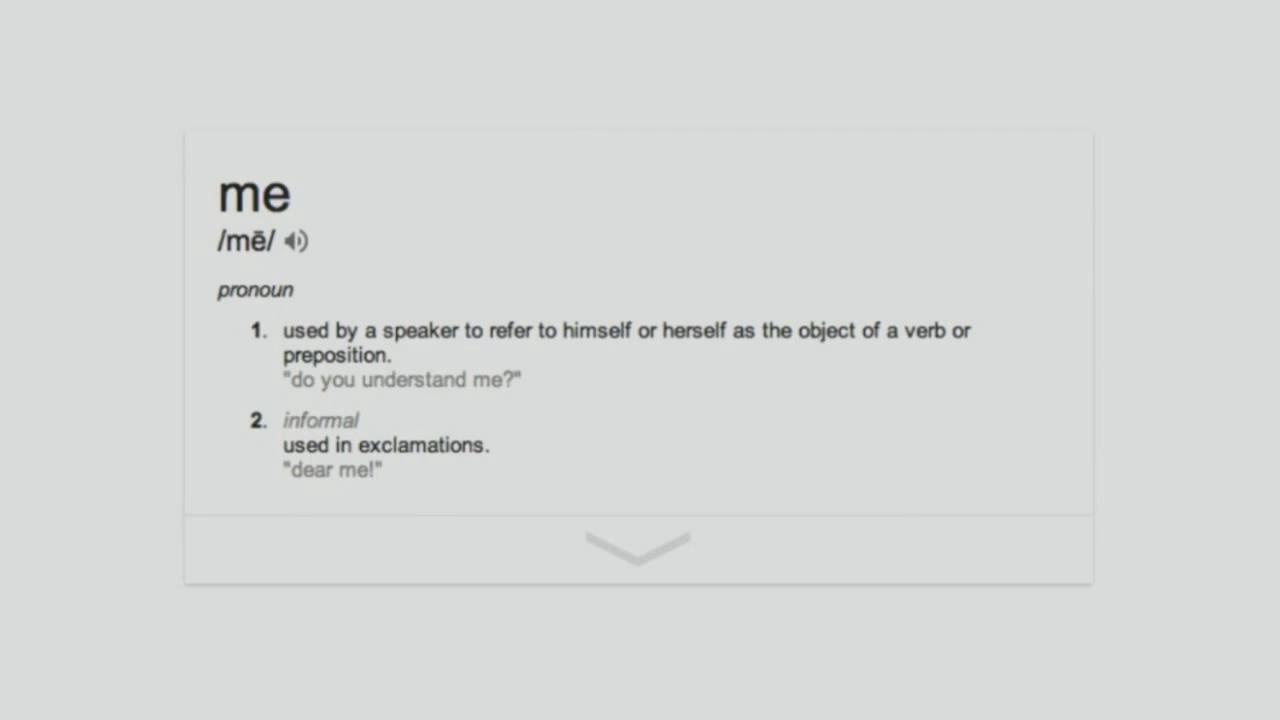 me
/mē/
pronoun
1. used by a speaker to refer to himself or herself as the object of a verb or
preposition.
"do you understand me?"
2. informal
used in exclamations.
"dear me!"